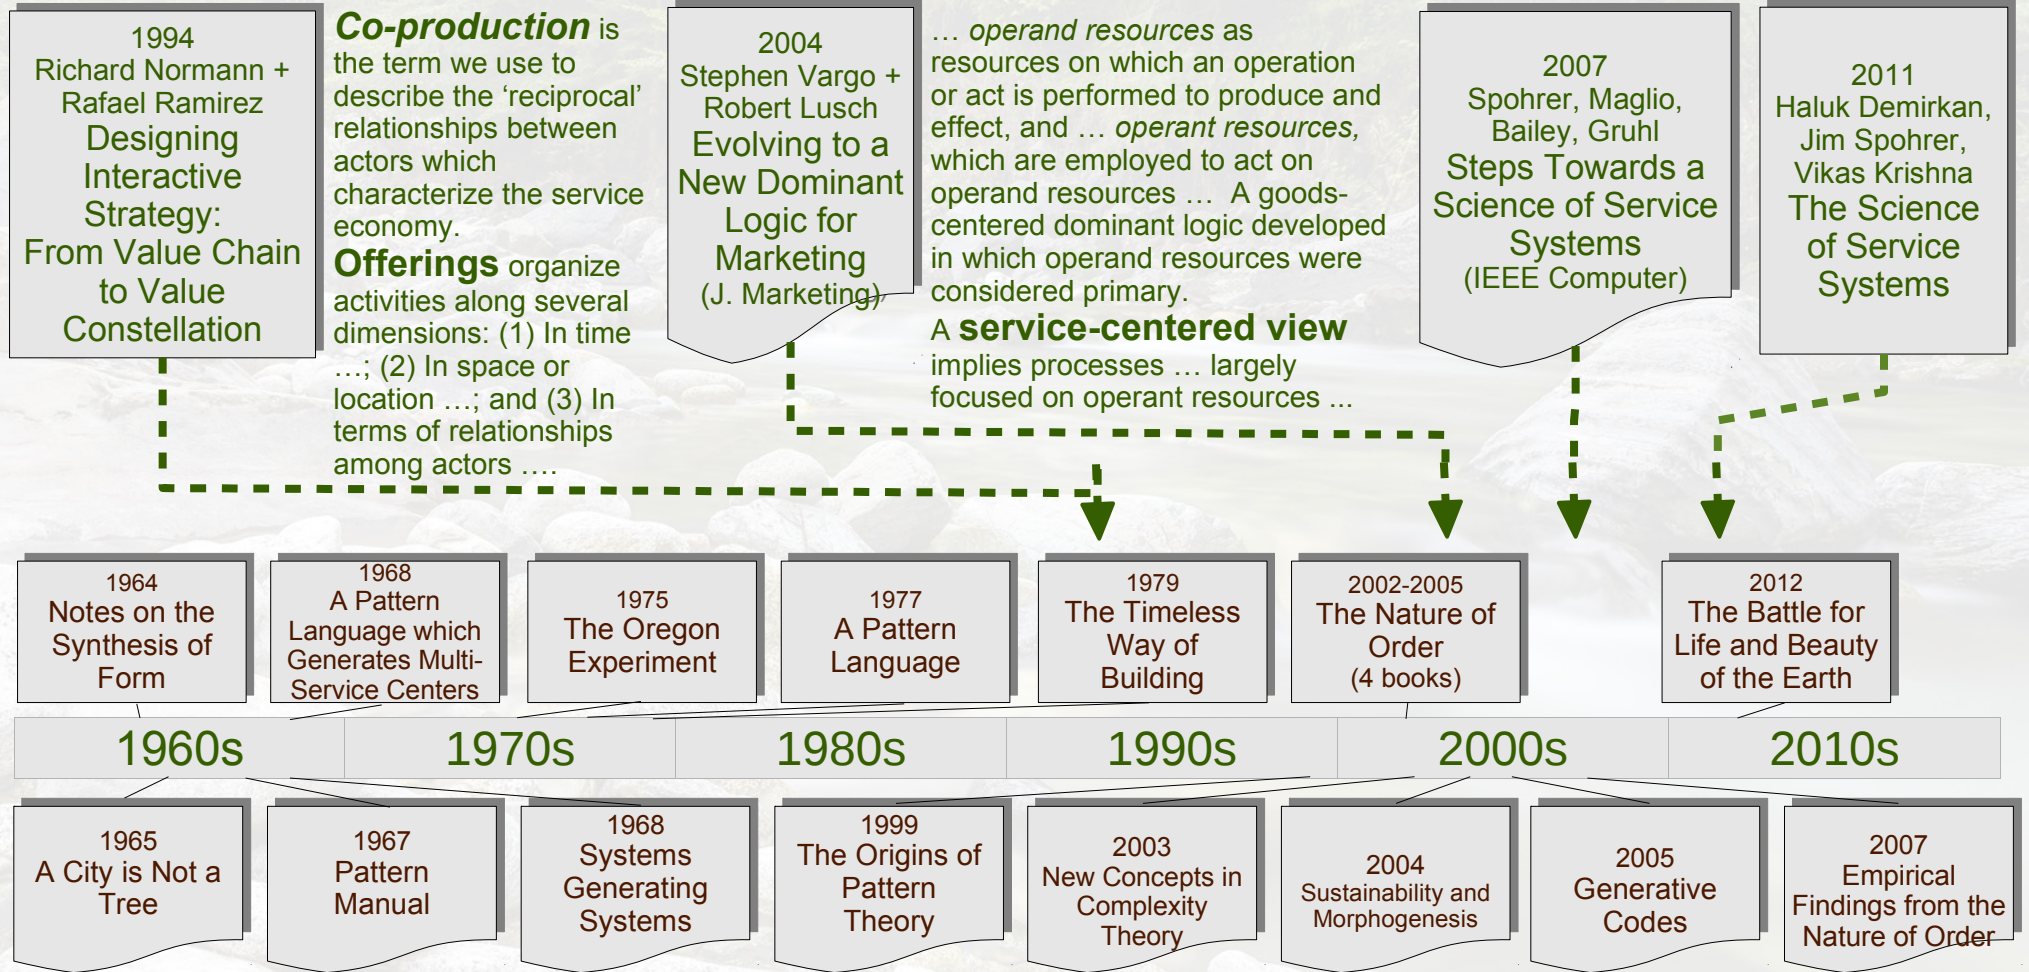 1994
Richard Normann +
Rafael Ramirez
Designing
Interactive
Strategy:
From Value Chain
to Value
Constellation
Co-production is
the term we use to
describe the ‘reciprocal’
relationships between
actors which
characterize the service
economy.
Offerings organize
activities along several
dimensions: (1) In time
…; (2) In space or
location …; and (3) In
terms of relationships
among actors ….
2004
Stephen Vargo +
Robert Lusch
Evolving to a
New Dominant
Logic for
Marketing
(J. Marketing)
… operand resources as
resources on which an operation
or act is performed to produce and
effect, and … operant resources,
which are employed to act on
operand resources … A goods-
centered dominant logic developed
in which operand resources were
considered primary.
A service-centered view
implies processes … largely
focused on operant resources ...
2007
Spohrer, Maglio,
Bailey, Gruhl
Steps Towards a
Science of Service
Systems
(IEEE Computer)
2011
Haluk Demirkan,
Jim Spohrer,
Vikas Krishna
The Science
of Service
Systems
1964
Notes on the
Synthesis of
Form
1968
A Pattern
Language which
Generates Multi-
Service Centers
1975
The Oregon
Experiment
1977
A Pattern
Language
1979
The Timeless
Way of
Building
2002-2005
The Nature of
Order
(4 books)
2012
The Battle for
Life and Beauty
of the Earth
1960s
1970s
1980s
1990s
2000s
2010s
1965
A City is Not a
Tree
1967
Pattern
Manual
1968
Systems
Generating
Systems
1999
The Origins of
Pattern
Theory
2003
New Concepts in
Complexity
Theory
2004
Sustainability and
Morphogenesis
2005
Generative
Codes
2007
Empirical
Findings from the
Nature of Order